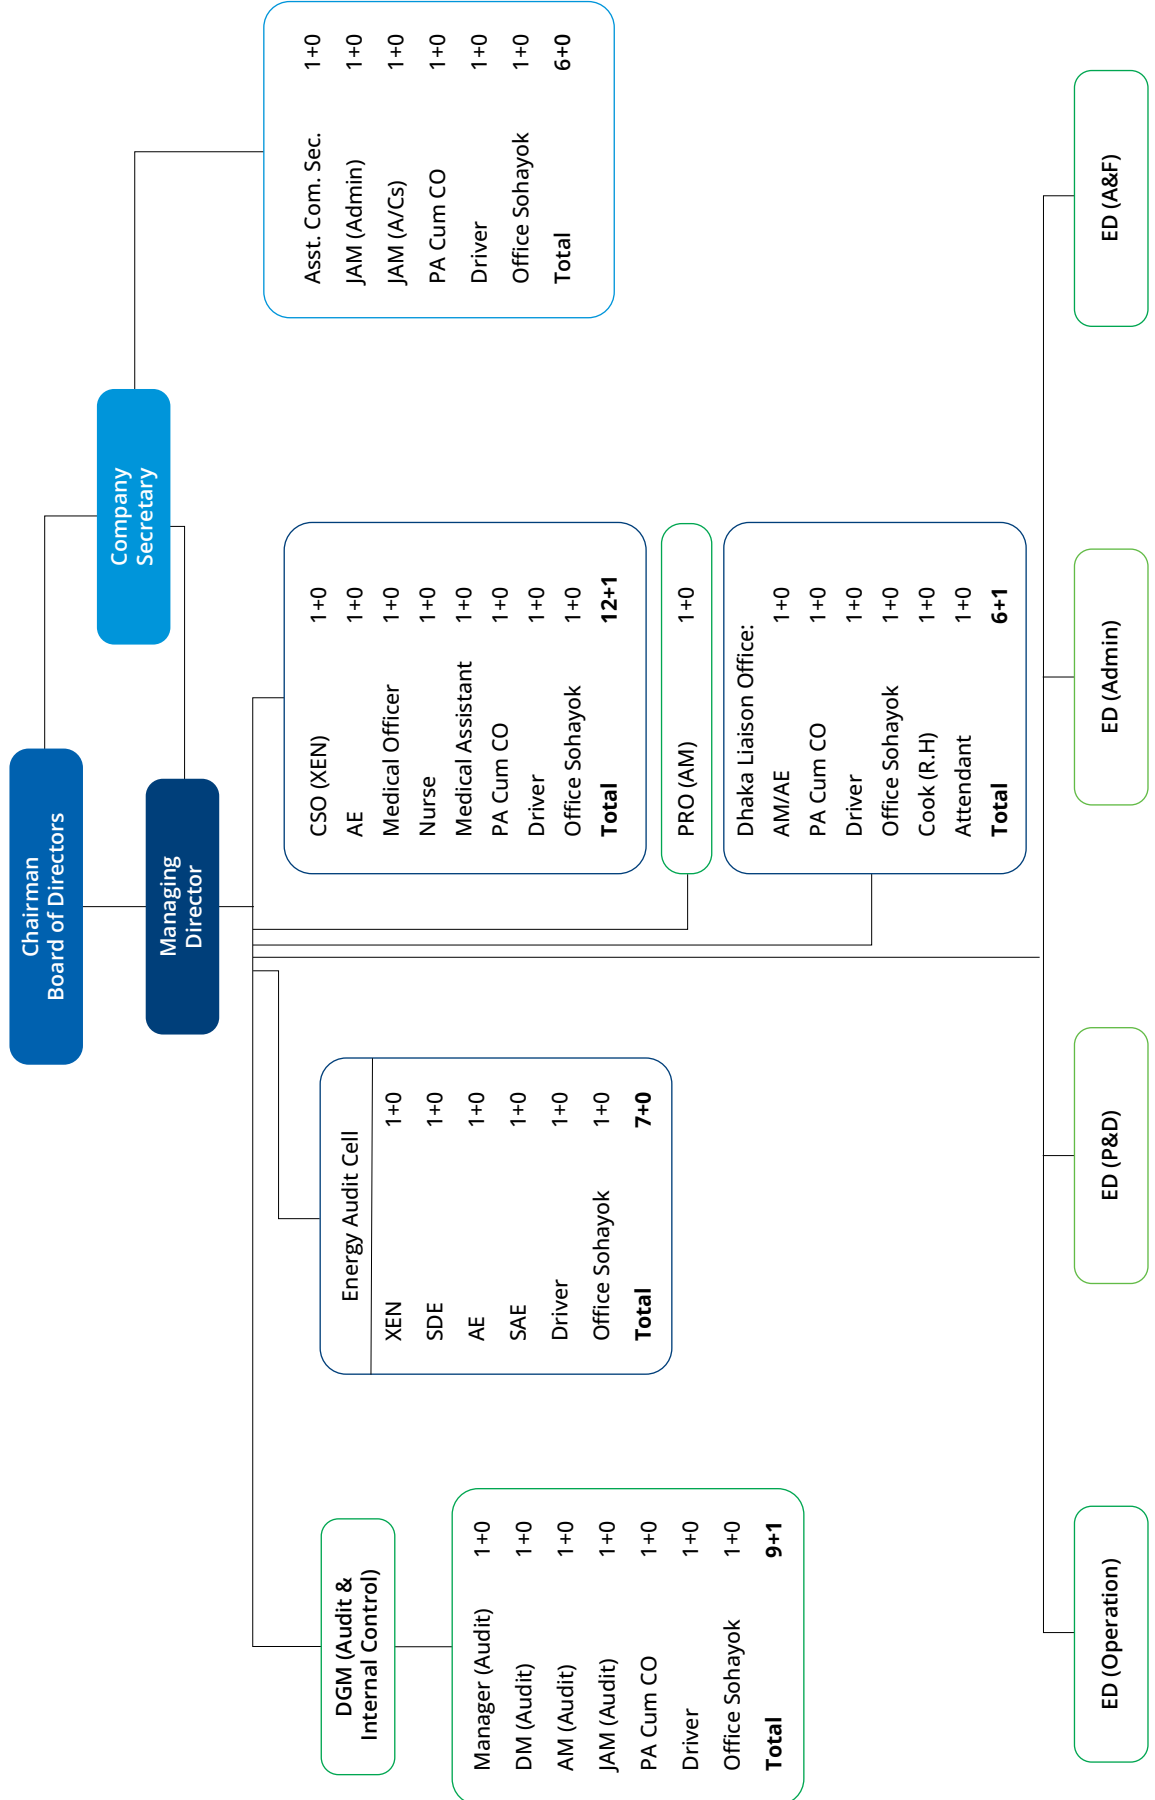 Chairman
Board of Directors
Company
Secretary
Managing
Director
Asst. Com. Sec. 1+0
JAM (Admin) 1+0
JAM (A/Cs) 1+0
PA Cum CO 1+0
Driver 1+0
Office Sohayok 1+0
Total 6+0
DGM (Audit &
Internal Control)
Manager (Audit) 1+0
DM (Audit) 1+0
AM (Audit) 1+0
JAM (Audit) 1+0
PA Cum CO 1+0
Driver 1+0
Office Sohayok 1+0
Total 9+1
Energy Audit Cell
XEN 1+0
SDE 1+0
AE 1+0
SAE 1+0
Driver 1+0
Office Sohayok 1+0
Total 7+0
CSO (XEN) 1+0
AE 1+0
Medical Officer 1+0
Nurse 1+0
Medical Assistant 1+0
PA Cum CO 1+0
Driver 1+0
Office Sohayok 1+0
Total 12+1
PRO (AM) 1+0
Dhaka Liaison Office:
AM/AE 1+0
PA Cum CO 1+0
Driver 1+0
Office Sohayok 1+0
Cook (R.H) 1+0
Attendant 1+0
Total 6+1
ED (Operation)
ED (P&D)
ED (Admin)
ED (A&F)